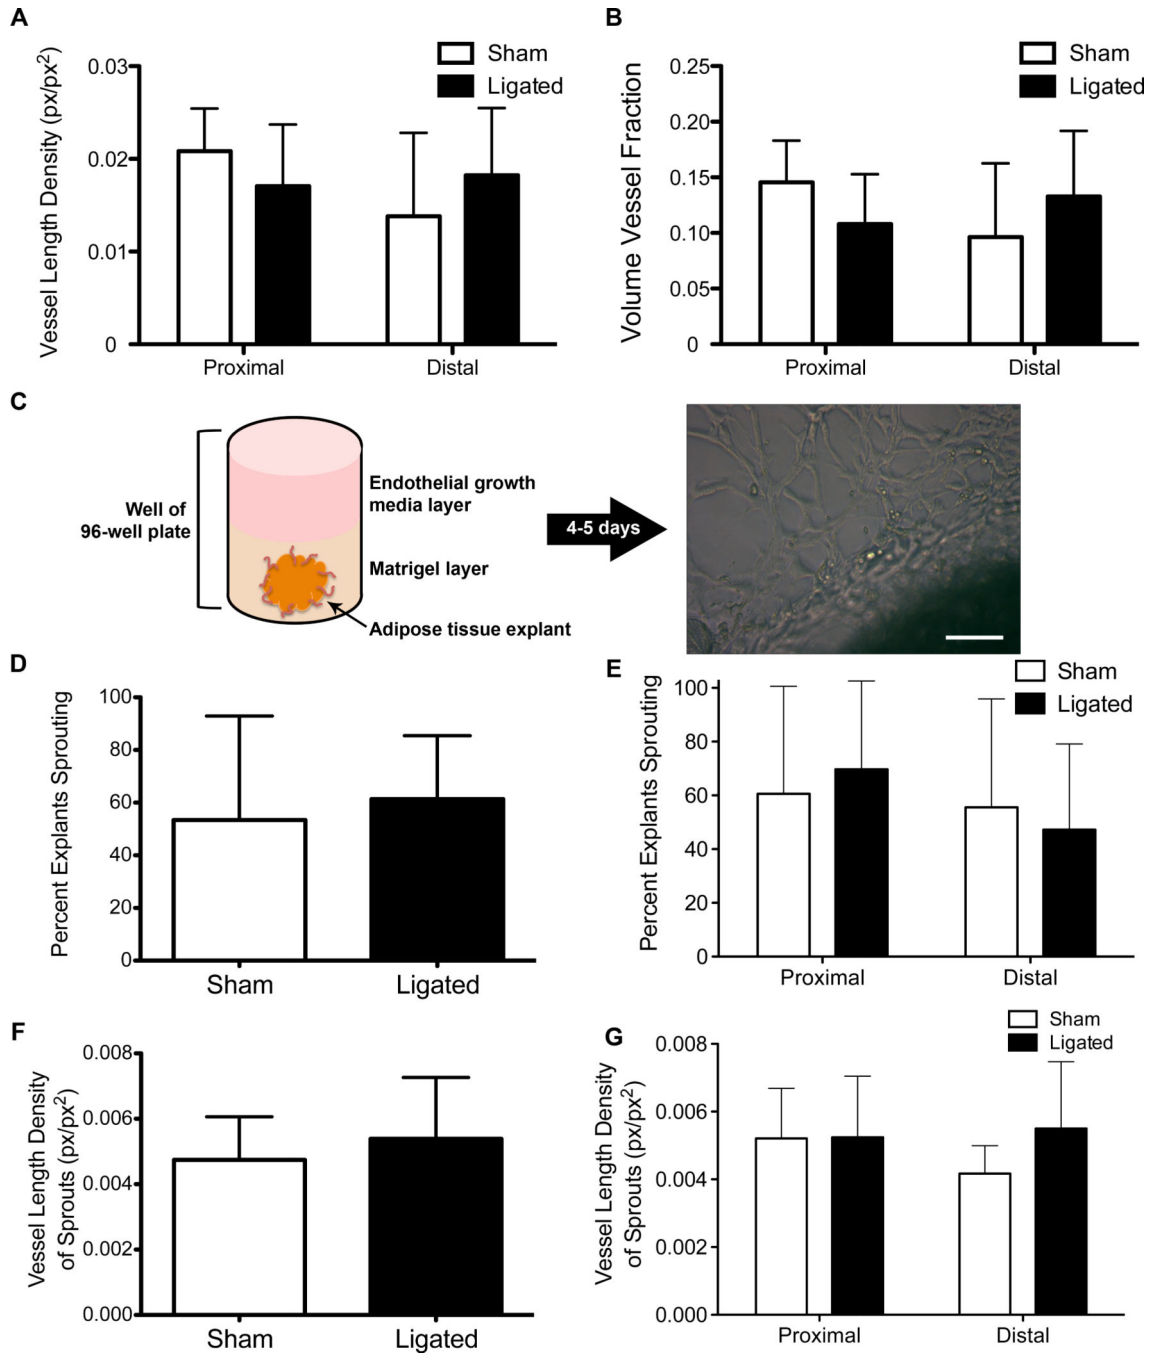 A
Vessel Length Density (px/px²)
0.03
0.02
0.01
0
Sham
Ligated
Proximal
Distal
B
Volume Vessel Fraction
0.25
0.20
0.15
0.10
0.05
0
Sham
Ligated
Proximal
Distal
C
Well of
96-well plate
Endothelial growth
media layer
Matrigel layer
Adipose tissue explant
4-5 days
D
Percent Explants Sprouting
100
80
60
40
20
0
Sham
Ligated
E
Percent Explants Sprouting
100
80
60
40
20
0
Sham
Ligated
Proximal
Distal
F
Vessel Length Density
of Sprouts (px/px²)
0.008
0.006
0.004
0.002
0.000
Sham
Ligated
G
Vessel Length Density
of Sprouts (px/px²)
0.008
0.006
0.004
0.002
0.000
Sham
Ligated
Proximal
Distal